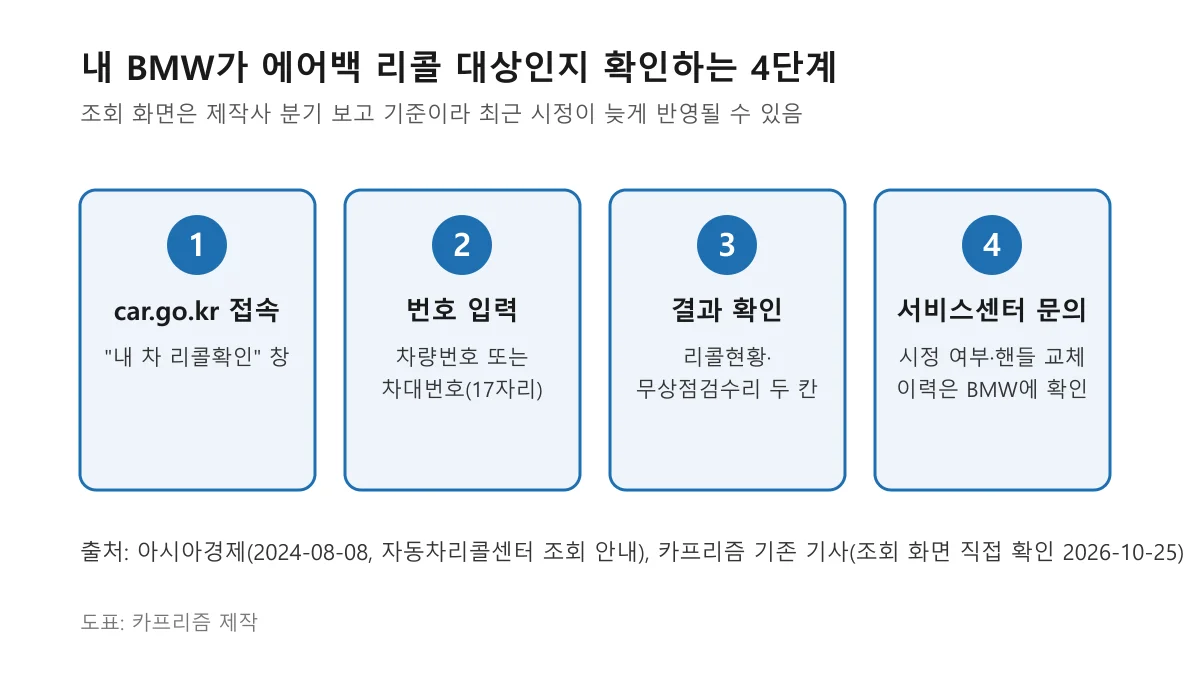 내 BMW가 에어백 리콜 대상인지 확인하는 4단계
조회 화면은 제작사 분기 보고 기준이라 최근 시정이 늦게 반영될 수 있음
1
car.go.kr 접속
"내 차 리콜확인" 창
2
번호 입력
차량번호 또는
차대번호(17자리)
3
결과 확인
리콜현황·
무상점검수리 두 칸
4
서비스센터 문의
시정 여부·핸들 교체
이력은 BMW에 확인
출처: 아시아경제(2024-08-08, 자동차리콜센터 조회 안내), 카프리즘 기존 기사(조회 화면 직접 확인 2026-10-25)
도표: 카프리즘 제작